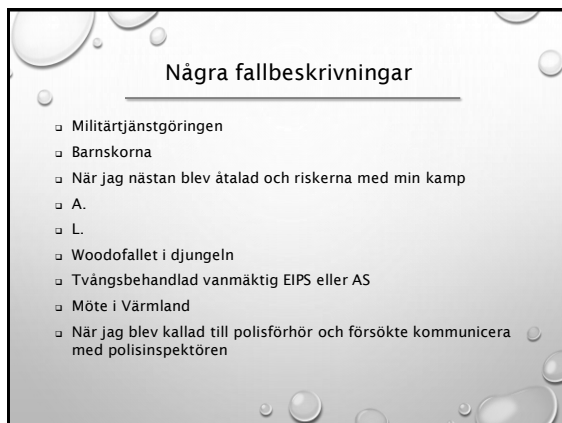 Några fallbeskrivningar
Militärtjänstgöringen
Barnskorna
När jag nästan blev åtalad och riskerna med min kamp
A.
L.
Woodofallet i djungeln
Tvångsbehandlad vanmäktig EIPS eller AS
Möte i Värmland
När jag blev kallad till polisförhör och försökte kommunicera
med polisinspektören